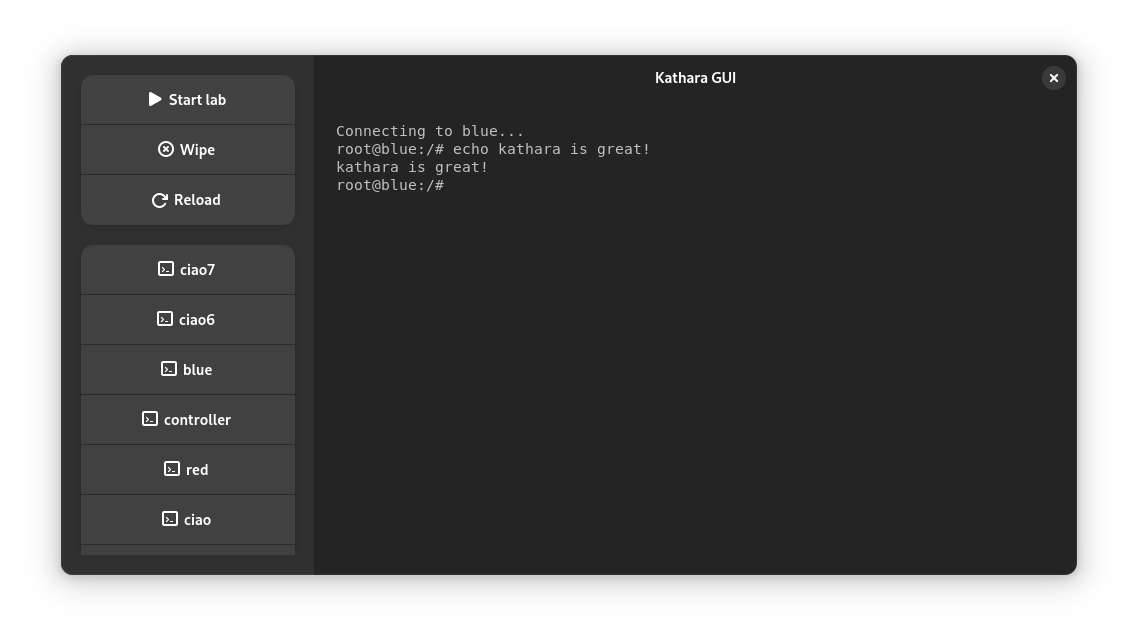 Start lab
Wipe
Reload
ciao7
ciao6
blue
controller
red
ciao
Kathara GUI
Connecting to blue...
root@blue:/# echo kathara is great!
kathara is great!
root@blue:/#